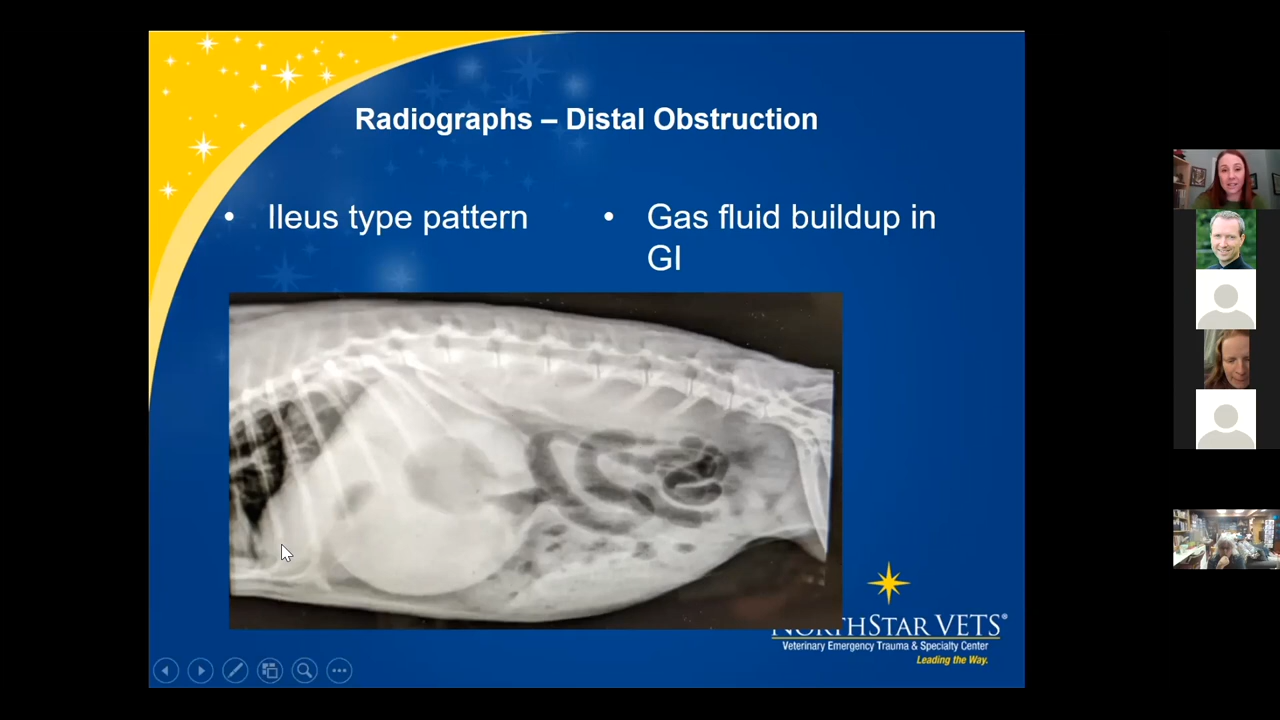 Radiographs – Distal Obstruction
• Ileus type pattern
• Gas fluid buildup in
GI
NORTHSTAR VETS®
Veterinary Emergency Trauma & Specialty Center
Leading the Way.